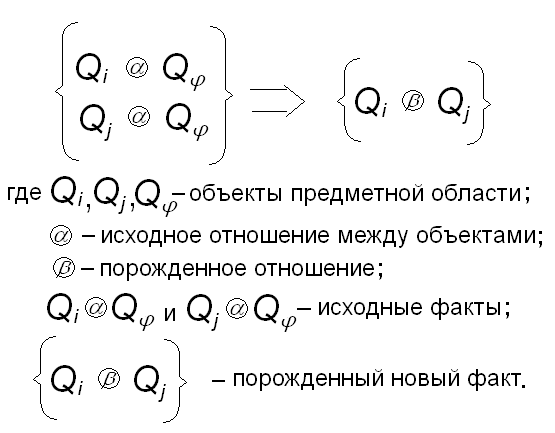 {Qᵢ ⓐ Qᵩ
Qⱼ ⓐ Qᵩ} ⇒ {Qᵢ ⓑ Qⱼ}
где Qᵢ, Qⱼ, Qᵩ – объекты предметной области;
ⓐ – исходное отношение между объектами;
ⓑ – порожденное отношение;
Qᵢ ⓐ Qᵩ и Qⱼ ⓐ Qᵩ – исходные факты;
{Qᵢ ⓑ Qⱼ} – порожденный новый факт.